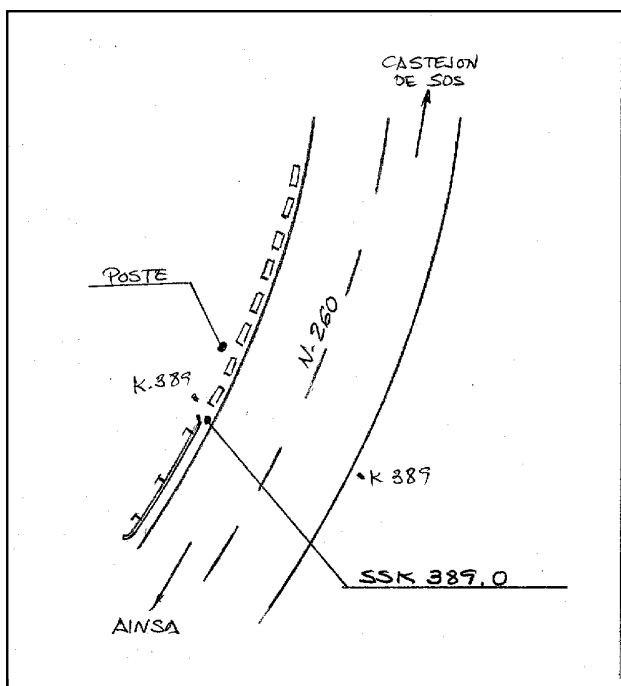 CASTEJON
DE SOS
POSTE
N-260
K.389
K 389
SSK 389.0
AINSA